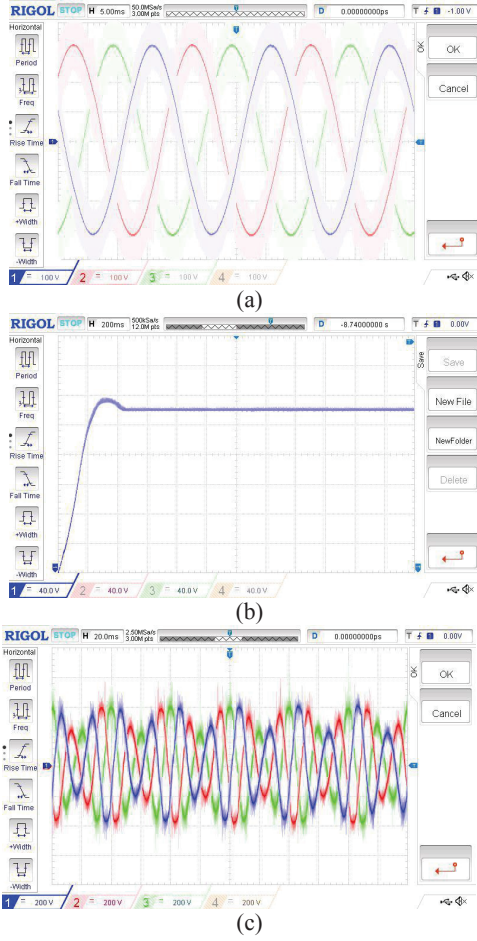 RIGOL STOP H 5.00ms 50.0MSa/s 3.00M pts D 0.00000000ps T 1 -1.00 V
Horizontal
Period
Freq
Rise Time
Fall Time
+Width
-Width
OK
OK
Cancel
1 = 100 V 2 = 100 V 3 = 100 V 4 = 100 V
(a)
RIGOL STOP H 200ms 500kSa/s 12.0M pts D -8.74000000 s T 1 0.00V
Horizontal
Period
Freq
Rise Time
Fall Time
+Width
-Width
Save
Save
New File
NewFolder
Delete
1 = 40.0 V 2 = 40.0 V 3 = 40.0 V 4 = 40.0 V
(b)
RIGOL STOP H 20.0ms 2.50MSa/s 3.00M pts D 0.00000000ps T 1 0.00V
Horizontal
Period
Freq
Rise Time
Fall Time
+Width
-Width
OK
OK
Cancel
1 = 200 V 2 = 200 V 3 = 200 V 4 = 200 V
(c)